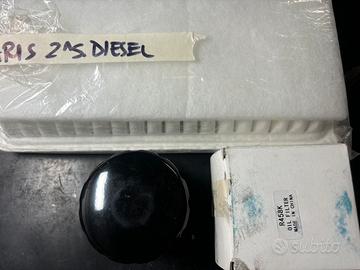 RIS 2^S. DIESEL
R458K
OIL FILTER
MADE IN CHINA
subito